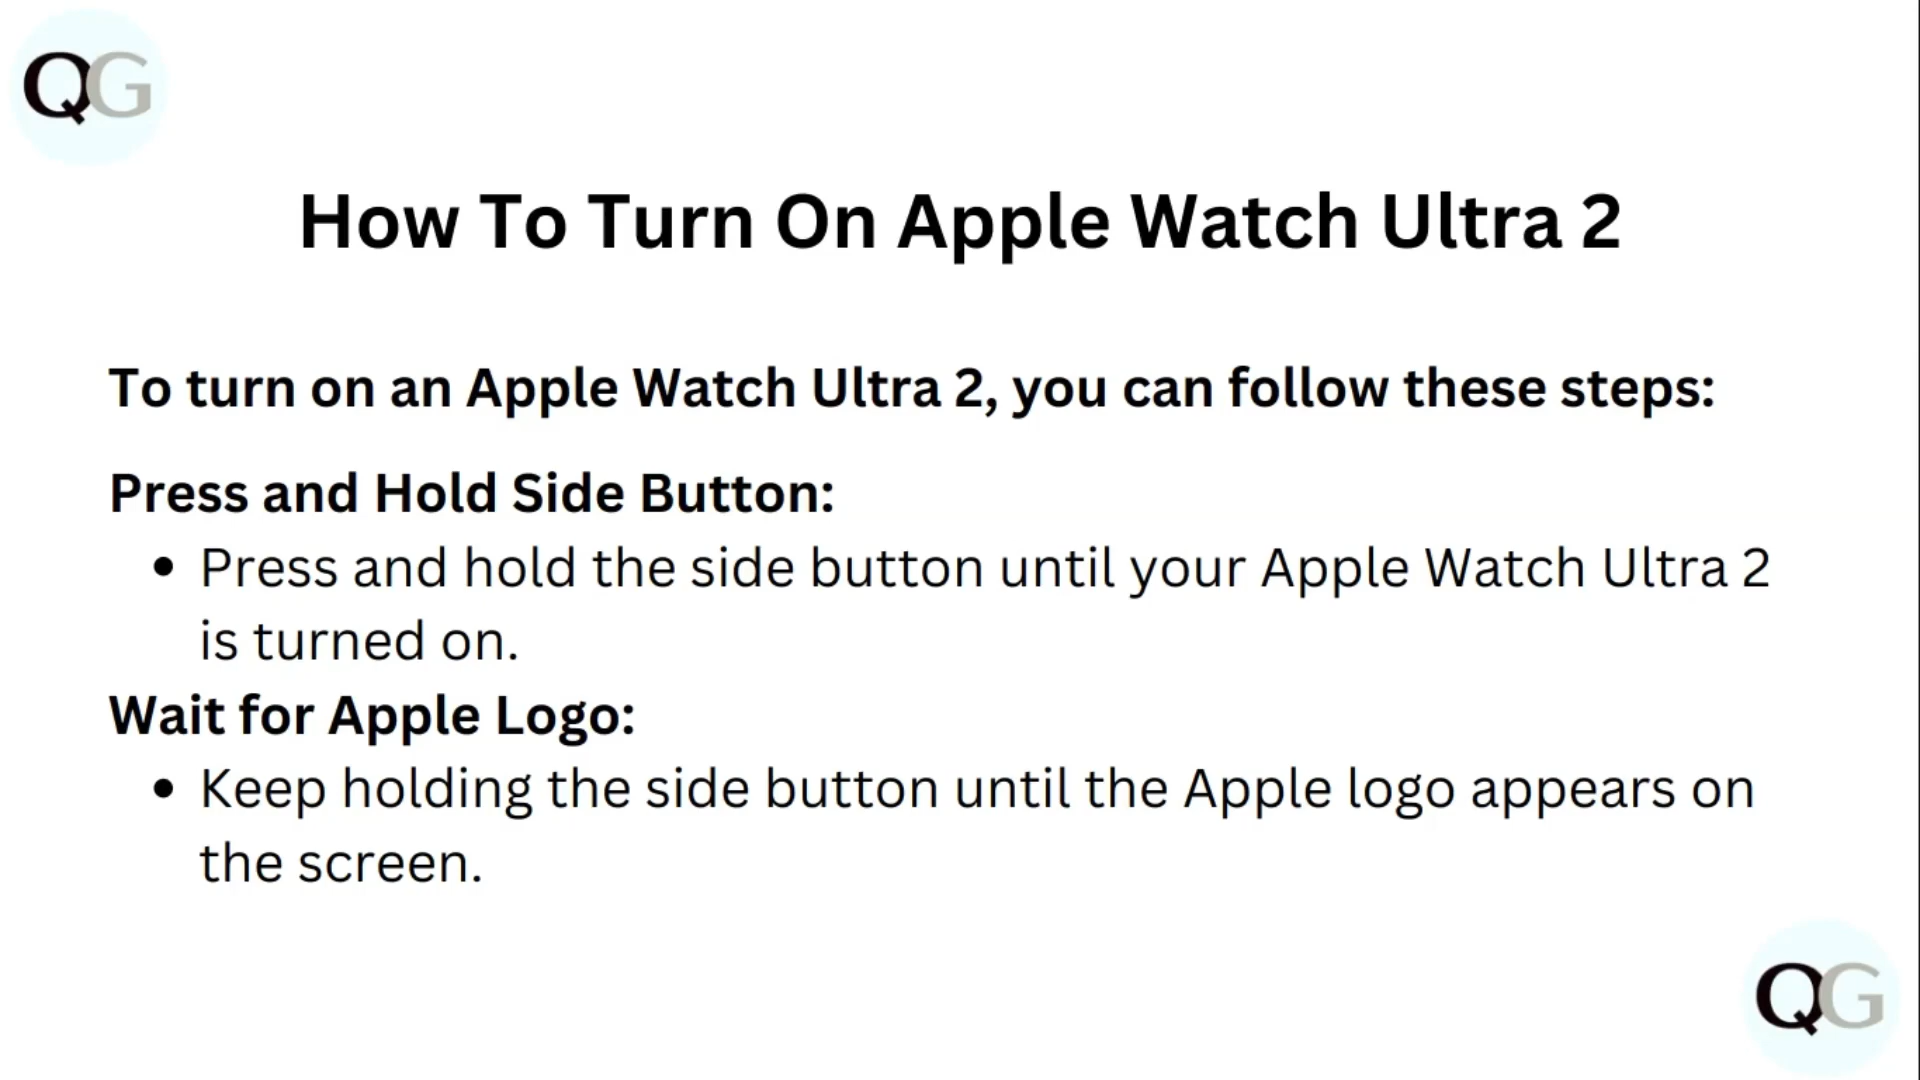 QG
How To Turn On Apple Watch Ultra 2
To turn on an Apple Watch Ultra 2, you can follow these steps:
Press and Hold Side Button:
• Press and hold the side button until your Apple Watch Ultra 2
is turned on.
Wait for Apple Logo:
• Keep holding the side button until the Apple logo appears on
the screen.
QG